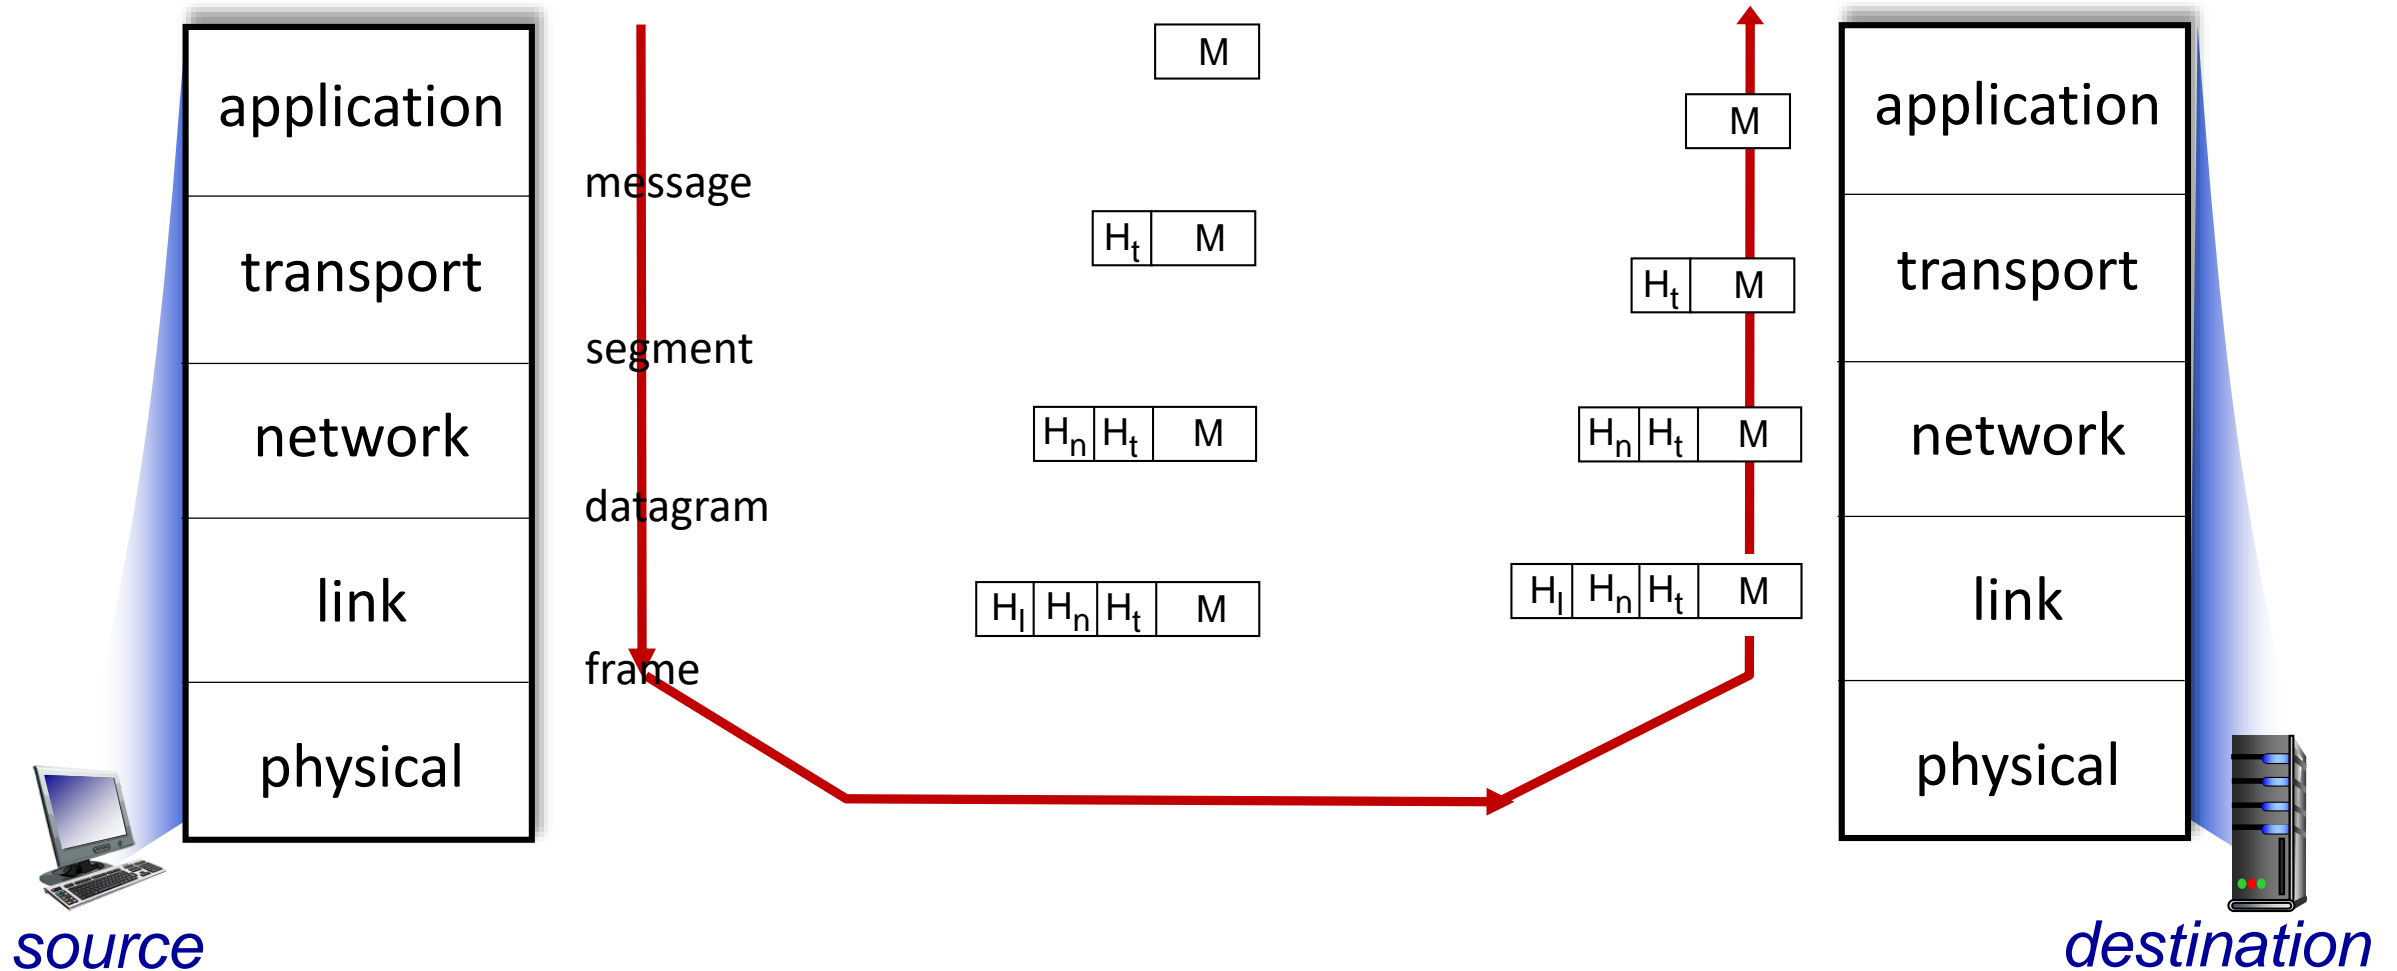 application
message
transport
segment
network
datagram
link
frame
physical
source
M
Ht M
Hn Ht M
Hl Hn Ht M
M
Ht M
Hn Ht M
Hl Hn Ht M
application
transport
network
link
physical
destination